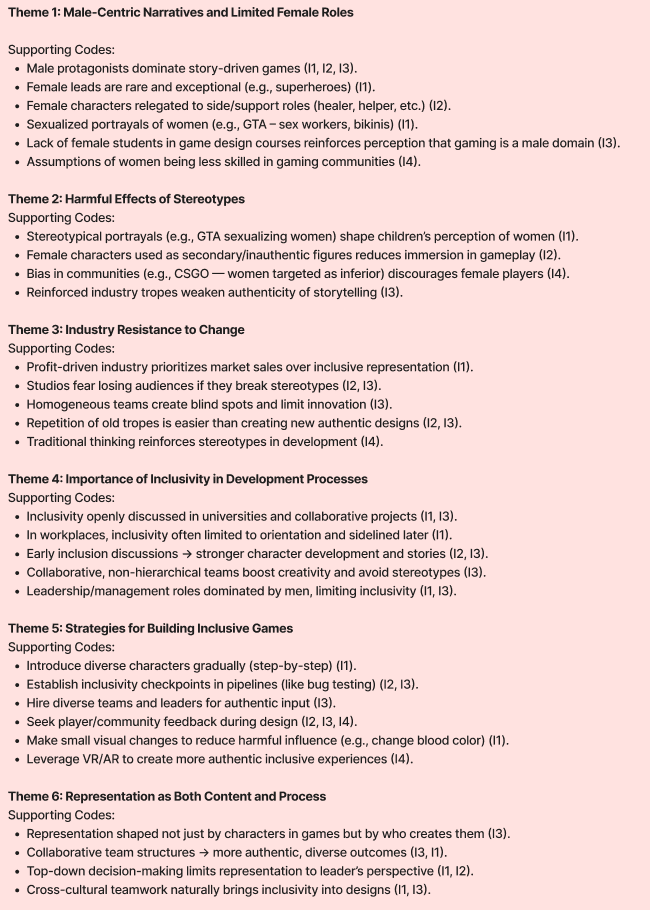 Theme 1: Male-Centric Narratives and Limited Female Roles
Supporting Codes:
• Male protagonists dominate story-driven games (I1, I2, I3).
• Female leads are rare and exceptional (e.g., superheroes) (I1).
• Female characters relegated to side/support roles (healer, helper, etc.) (I2).
• Sexualized portrayals of women (e.g., GTA – sex workers, bikinis) (I1).
• Lack of female students in game design courses reinforces perception that gaming is a male domain (I3).
• Assumptions of women being less skilled in gaming communities (I4).
Theme 2: Harmful Effects of Stereotypes
Supporting Codes:
• Stereotypical portrayals (e.g., GTA sexualizing women) shape children’s perception of women (I1).
• Female characters used as secondary/inauthentic figures reduces immersion in gameplay (I2).
• Bias in communities (e.g., CSGO — women targeted as inferior) discourages female players (I4).
• Reinforced industry tropes weaken authenticity of storytelling (I3).
Theme 3: Industry Resistance to Change
Supporting Codes:
• Profit-driven industry prioritizes market sales over inclusive representation (I1).
• Studios fear losing audiences if they break stereotypes (I2, I3).
• Homogeneous teams create blind spots and limit innovation (I3).
• Repetition of old tropes is easier than creating new authentic designs (I2, I3).
• Traditional thinking reinforces stereotypes in development (I4).
Theme 4: Importance of Inclusivity in Development Processes
Supporting Codes:
• Inclusivity openly discussed in universities and collaborative projects (I1, I3).
• In workplaces, inclusivity often limited to orientation and sidelined later (I1).
• Early inclusion discussions → stronger character development and stories (I2, I3).
• Collaborative, non-hierarchical teams boost creativity and avoid stereotypes (I3).
• Leadership/management roles dominated by men, limiting inclusivity (I1, I3).
Theme 5: Strategies for Building Inclusive Games
Supporting Codes:
• Introduce diverse characters gradually (step-by-step) (I1).
• Establish inclusivity checkpoints in pipelines (like bug testing) (I2, I3).
• Hire diverse teams and leaders for authentic input (I3).
• Seek player/community feedback during design (I2, I3, I4).
• Make small visual changes to reduce harmful influence (e.g., change blood color) (I1).
• Leverage VR/AR to create more authentic inclusive experiences (I4).
Theme 6: Representation as Both Content and Process
Supporting Codes:
• Representation shaped not just by characters in games but by who creates them (I3).
• Collaborative team structures → more authentic, diverse outcomes (I3, I1).
• Top-down decision-making limits representation to leader’s perspective (I1, I2).
• Cross-cultural teamwork naturally brings inclusivity into designs (I1, I3).